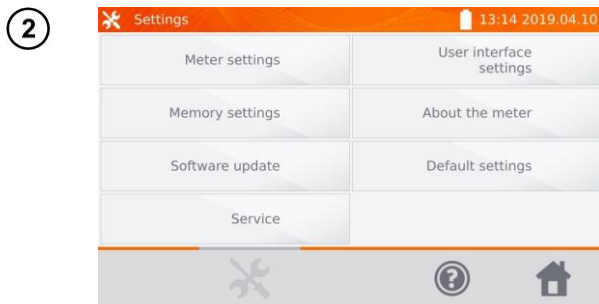 2
Settings
13:14 2019.04.10
Meter settings
User interface
settings
Memory settings
About the meter
Software update
Default settings
Service
?